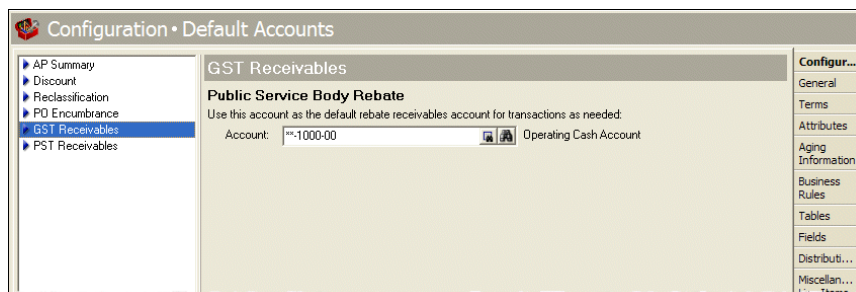 Configuration • Default Accounts
AP Summary
Discount
Reclassification
PO Encumbrance
GST Receivables
PST Receivables
GST Receivables
Public Service Body Rebate
Use this account as the default rebate receivables account for transactions as needed:
Account: **-1000-00 Operating Cash Account
Configur...
General
Terms
Attributes
Aging
Information
Business
Rules
Tables
Fields
Distributi...
Miscellan...